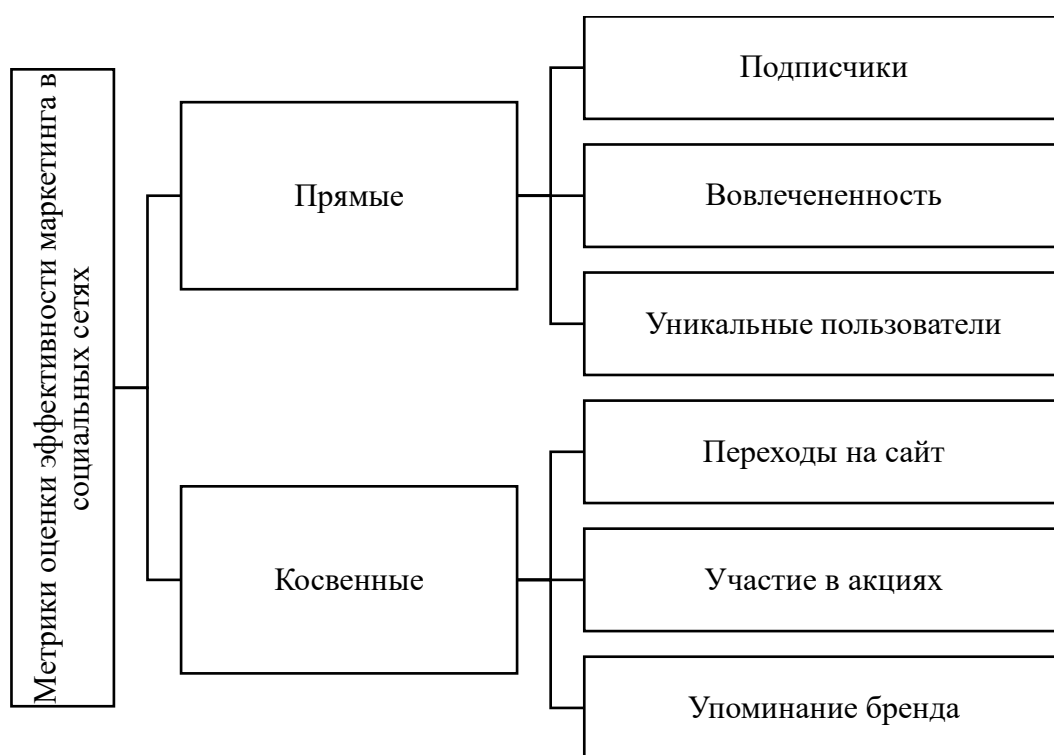 Метрики оценки эффективности маркетинга в
социальных сетях
Прямые
Подписчики
Вовлечененность
Уникальные пользователи
Косвенные
Переходы на сайт
Участие в акциях
Упоминание бренда